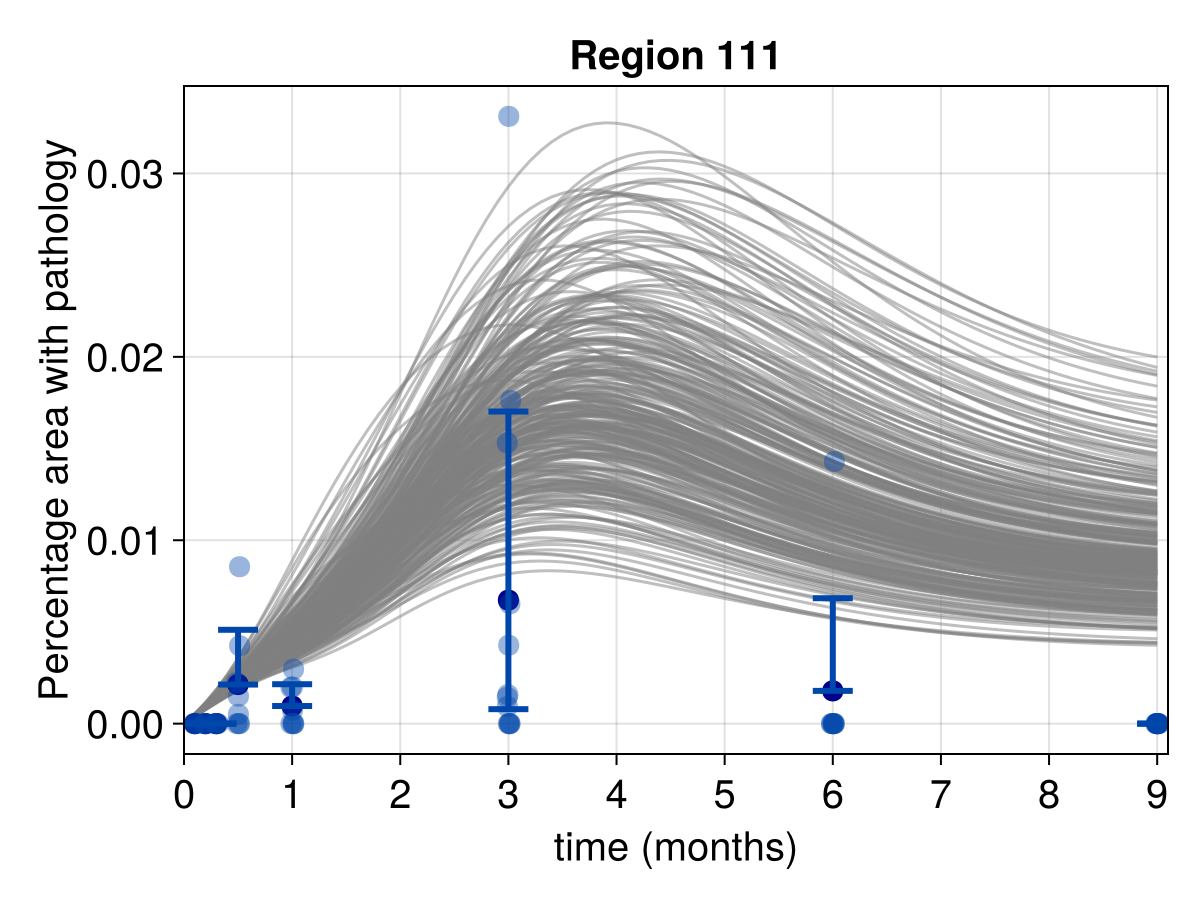 Region 111
Percentage area with pathology
0.03
0.02
0.01
0.00
0 1 2 3 4 5 6 7 8 9
time (months)